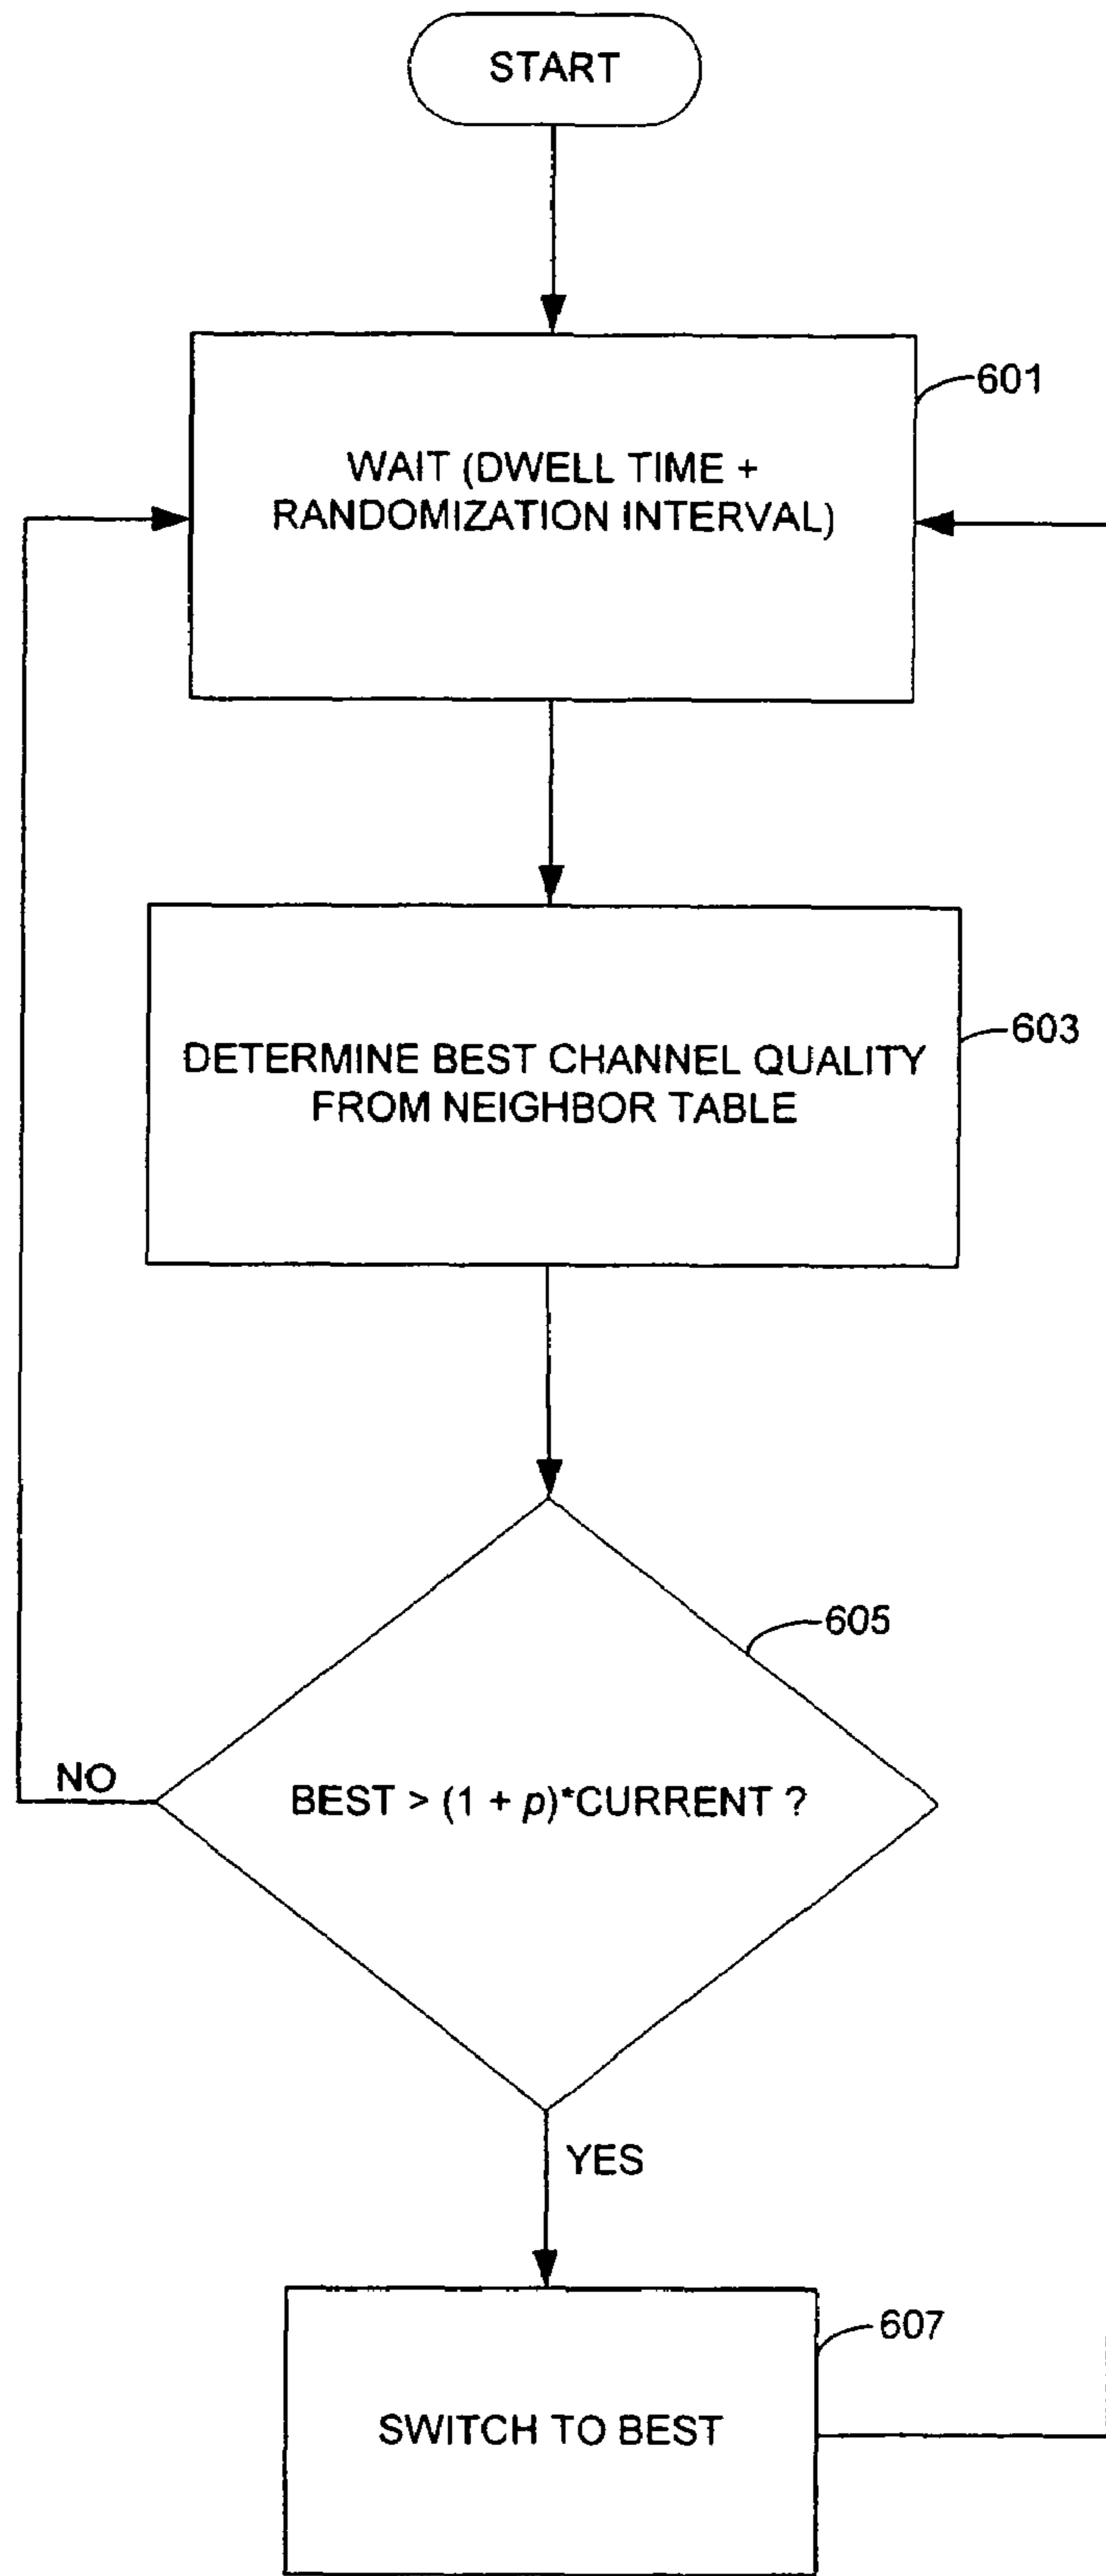 START
601
WAIT (DWELL TIME +
RANDOMIZATION INTERVAL)
603
DETERMINE BEST CHANNEL QUALITY
FROM NEIGHBOR TABLE
605
NO
BEST > (1 + p)*CURRENT ?
YES
607
SWITCH TO BEST